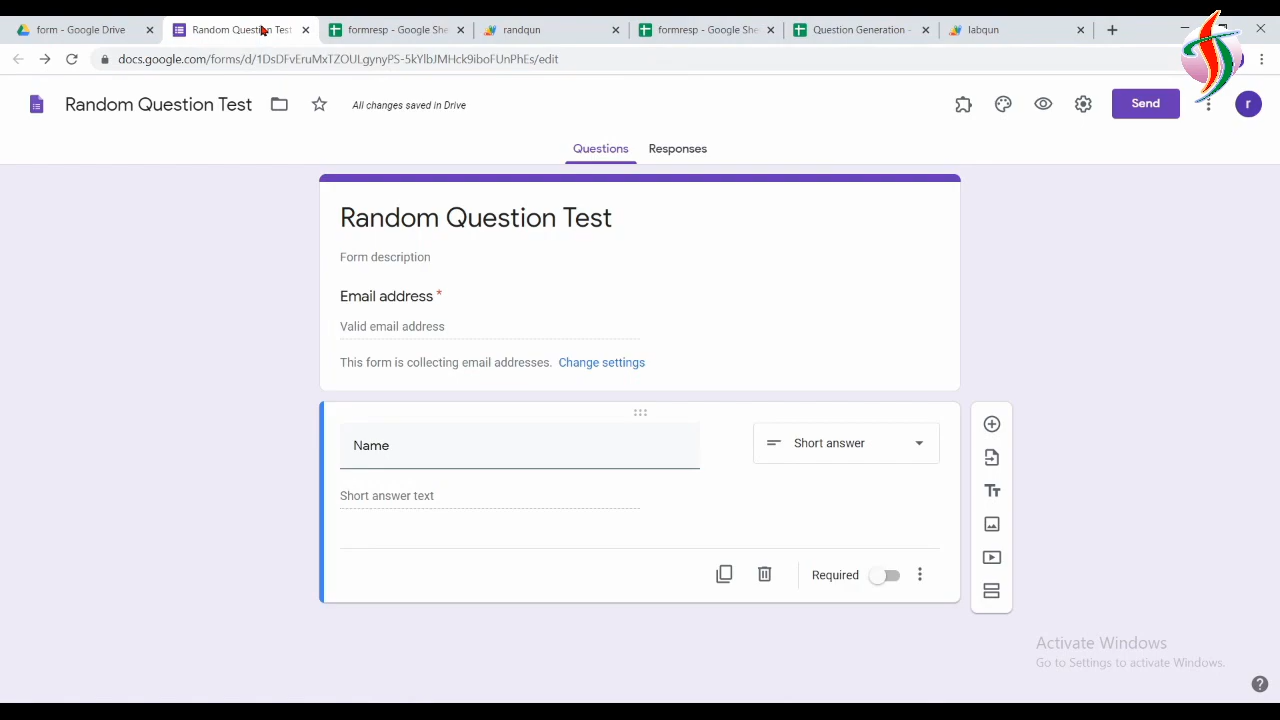 form - Google Drive
Random Question Test
formresp - Google She
randqun
formresp - Google She
Question Generation -
labqun
docs.google.com/forms/d/1DsDFvEruMxTZOULgynyPS-5kYlbJMHck9ibqFUnPhEs/edit
Random Question Test
All changes saved in Drive
Send
r
Questions
Responses
Random Question Test
Form description
Email address *
Valid email address
This form is collecting email addresses. Change settings
Name
Short answer
Short answer text
Required
Activate Windows
Go to Settings to activate Windows.